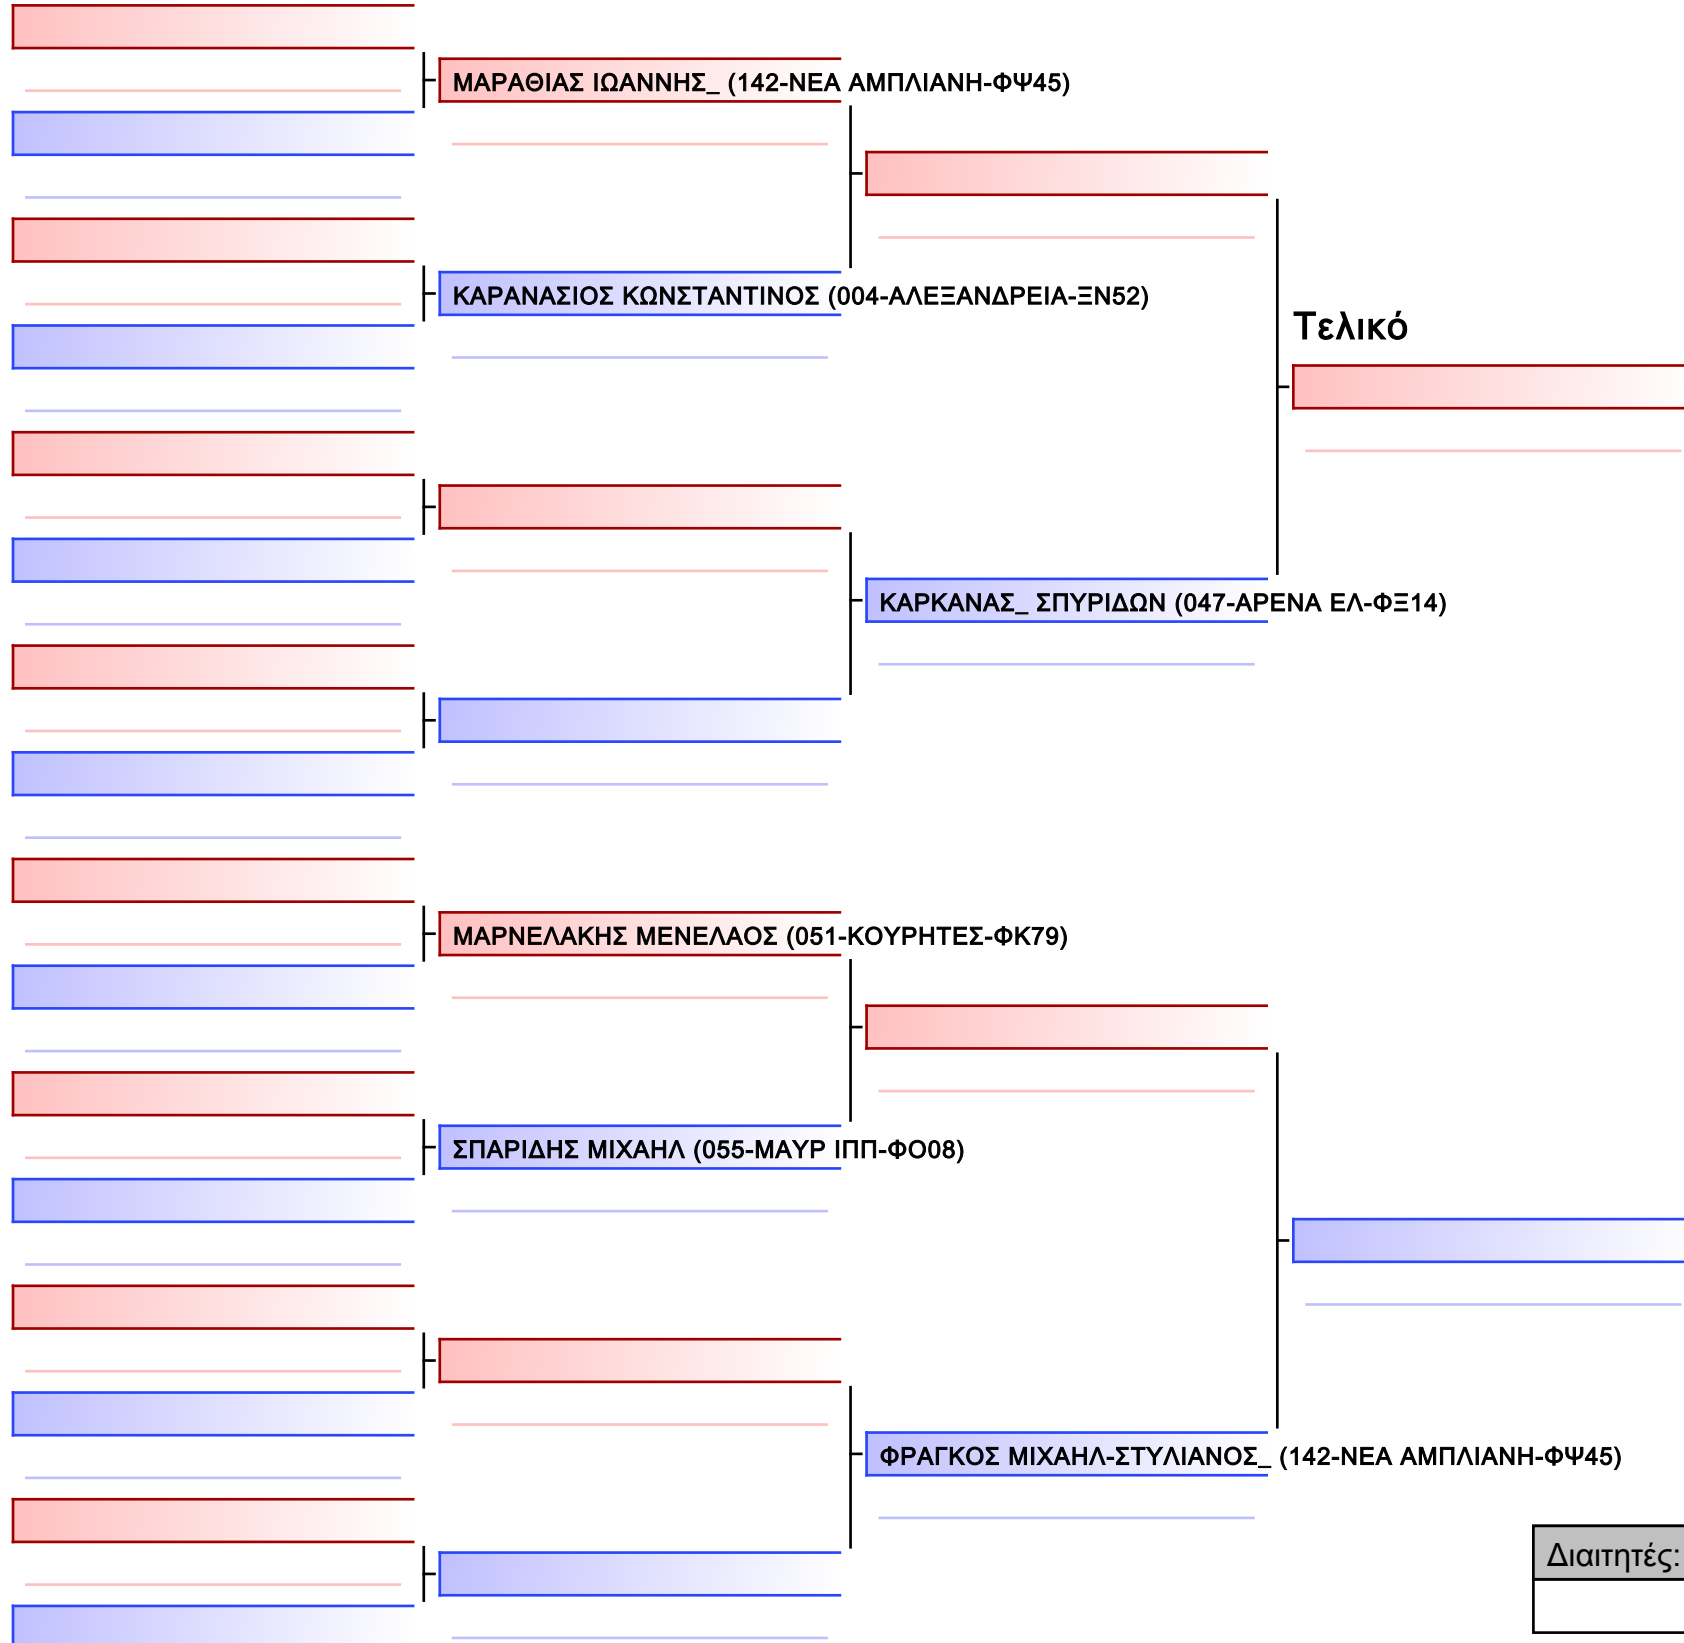 ΜΑΡΑΘΙΑΣ ΙΩΑΝΝΗΣ_ (142-ΝΕΑ ΑΜΠΛΙΑΝΗ-ΦΨ45)
ΚΑΡΑΝΑΣΙΟΣ ΚΩΝΣΤΑΝΤΙΝΟΣ (004-ΑΛΕΞΑΝΔΡΕΙΑ-ΞΝ52)
Τελικό
ΚΑΡΚΑΝΑΣ_ ΣΠΥΡΙΔΩΝ (047-ΑΡΕΝΑ ΕΛ-ΦΞ14)
ΜΑΡΝΕΛΑΚΗΣ ΜΕΝΕΛΑΟΣ (051-ΚΟΥΡΗΤΕΣ-ΦΚ79)
ΣΠΑΡΙΔΗΣ ΜΙΧΑΗΛ (055-ΜΑΥΡ ΙΠΠ-ΦΟ08)
ΦΡΑΓΚΟΣ ΜΙΧΑΗΛ-ΣΤΥΛΙΑΝΟΣ_ (142-ΝΕΑ ΑΜΠΛΙΑΝΗ-ΦΨ45)
Διαιτητές: